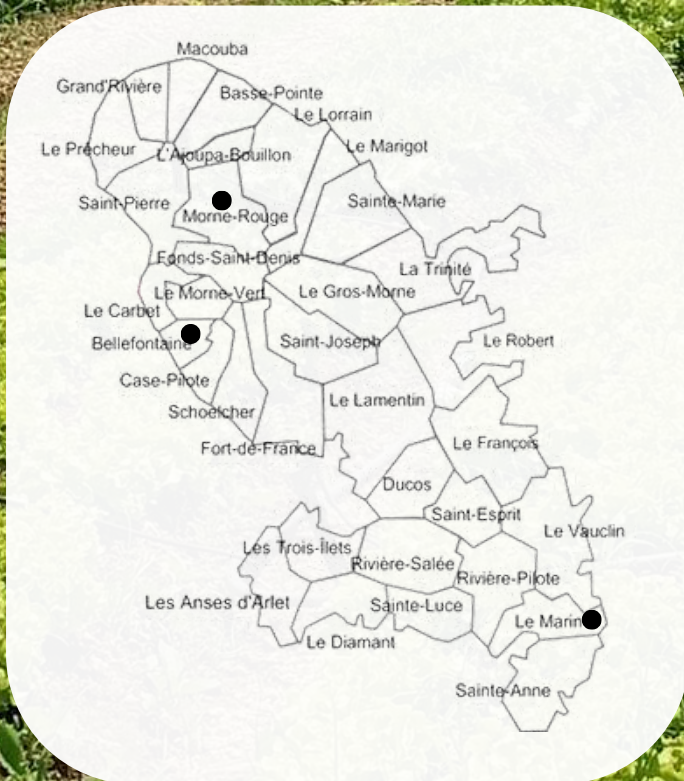 Macouba
Grand'Rivière
Basse-Pointe
Le Lorrain
Le Prêcheur
L'Ajoupa-Bouillon
Le Marigot
Saint-Pierre
Sainte-Marie
Morne-Rouge
Fonds-Saint-Denis
La Trinité
Le Morne-Vert
Le Gros-Morne
Le Carbet
Bellefontaine
Saint-Joseph
Le Robert
Case-Pilote
Le Lamentin
Schoelcher
Fort-de-France
Le François
Ducos
Saint-Esprit
Le Vauclin
Les Trois-Îlets
Rivière-Salée
Rivière-Pilote
Les Anses d'Arlet
Sainte-Luce
Le Marin
Le Diamant
Sainte-Anne